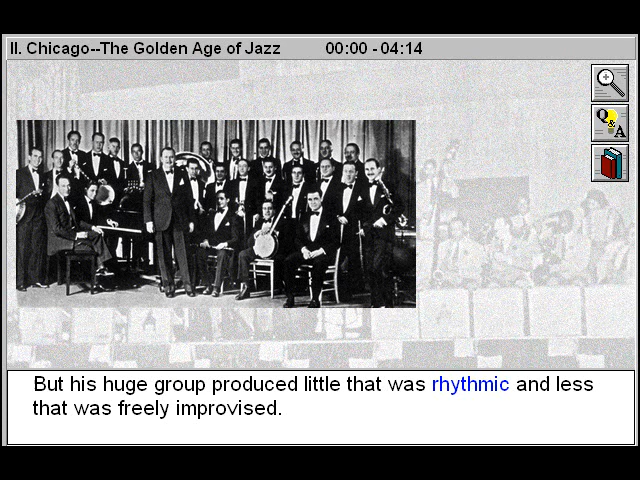 II. Chicago--The Golden Age of Jazz 00:00 - 04:14
Q&A
But his huge group produced little that was rhythmic and less
that was freely improvised.